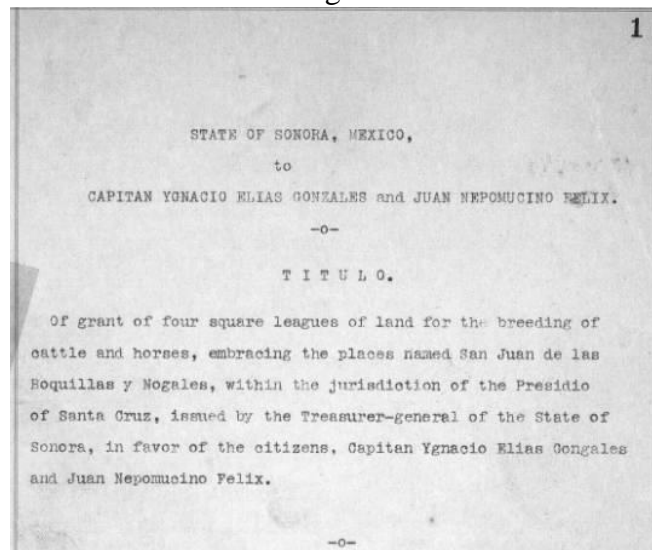 1
STATE OF SONORA, MEXICO,
to
CAPITAN YGNACIO ELIAS GONZALES and JUAN NEPOMUCINO FELIX.
-o-
T I T U L O.
Of grant of four square leagues of land for the breeding of
cattle and horses, embracing the places named San Juan de las
Boquillas y Nogales, within the jurisdiction of the Presidio
of Santa Cruz, issued by the Treasurer-general of the State of
Sonora, in favor of the citizens, Capitan Ygnacio Elias Gongales
and Juan Nepomucino Felix.
-o-